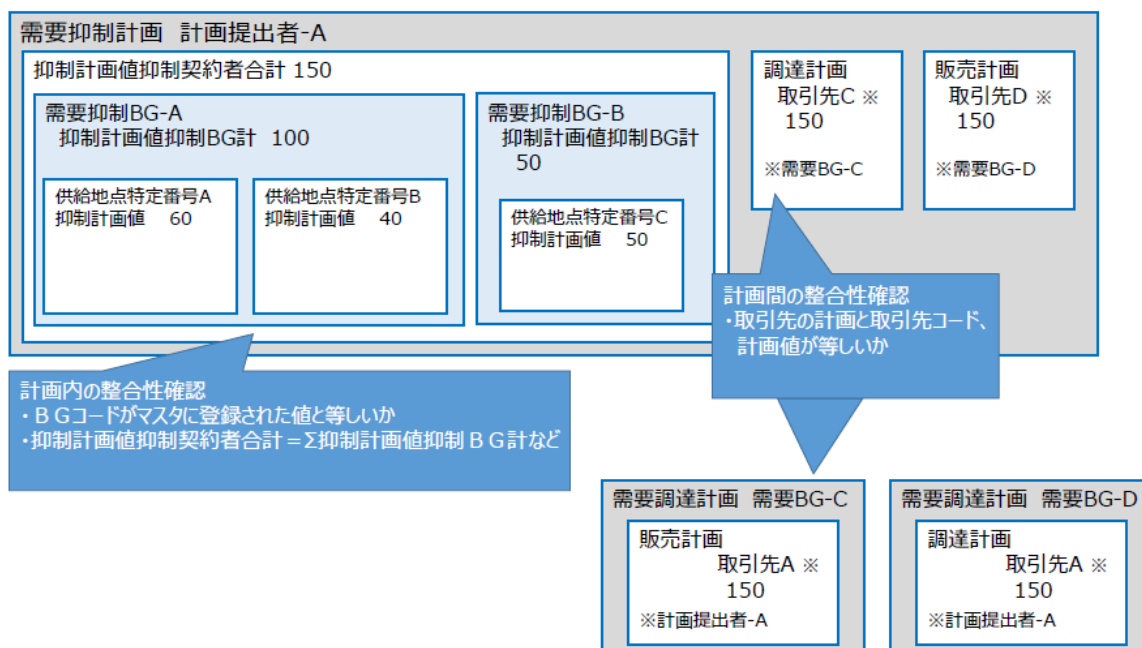 需要抑制計画 計画提出者-A
抑制計画値抑制契約者合計 150
需要抑制BG-A
抑制計画値抑制BG計 100
供給地点特定番号A
抑制計画値 60
供給地点特定番号B
抑制計画値 40
需要抑制BG-B
抑制計画値抑制BG計
50
供給地点特定番号C
抑制計画値 50
調達計画
取引先C ※
150
※需要BG-C
販売計画
取引先D ※
150
※需要BG-D
計画間の整合性確認
・取引先の計画と取引先コード、
計画値が等しいか
計画内の整合性確認
・ＢＧコードがマスタに登録された値と等しいか
・抑制計画値抑制契約者合計＝Σ抑制計画値抑制ＢＧ計など
需要調達計画 需要BG-C
販売計画
取引先A ※
150
※計画提出者-A
需要調達計画 需要BG-D
調達計画
取引先A ※
150
※計画提出者-A